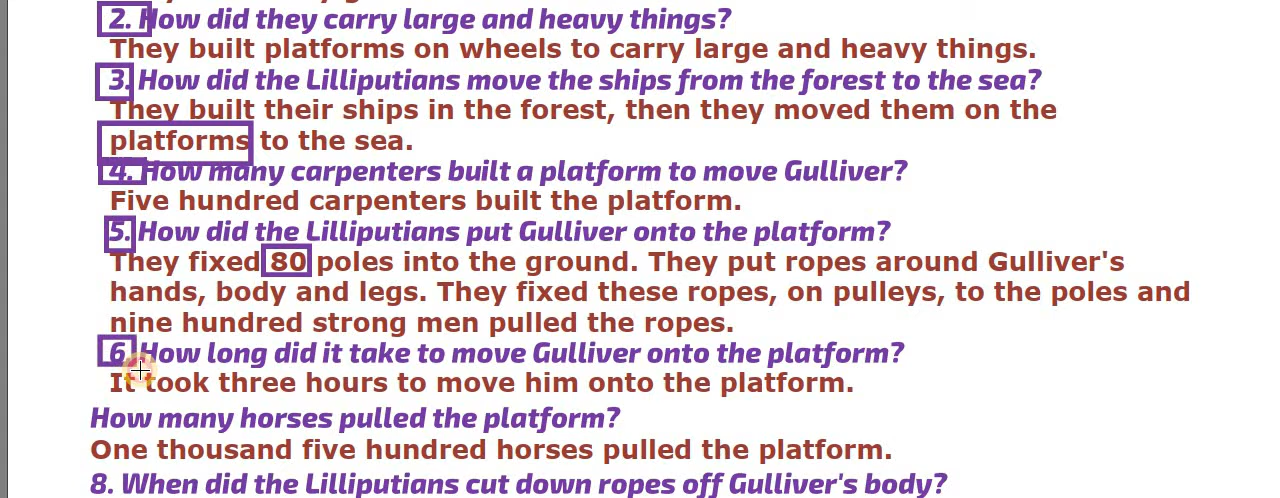 2. How did they carry large and heavy things?
They built platforms on wheels to carry large and heavy things.
3. How did the Lilliputians move the ships from the forest to the sea?
They built their ships in the forest, then they moved them on the
platforms to the sea.
4. How many carpenters built a platform to move Gulliver?
Five hundred carpenters built the platform.
5. How did the Lilliputians put Gulliver onto the platform?
They fixed 80 poles into the ground. They put ropes around Gulliver's
hands, body and legs. They fixed these ropes, on pulleys, to the poles and
nine hundred strong men pulled the ropes.
6. How long did it take to move Gulliver onto the platform?
It took three hours to move him onto the platform.
How many horses pulled the platform?
One thousand five hundred horses pulled the platform.
8. When did the Lilliputians cut down ropes off Gulliver's body?